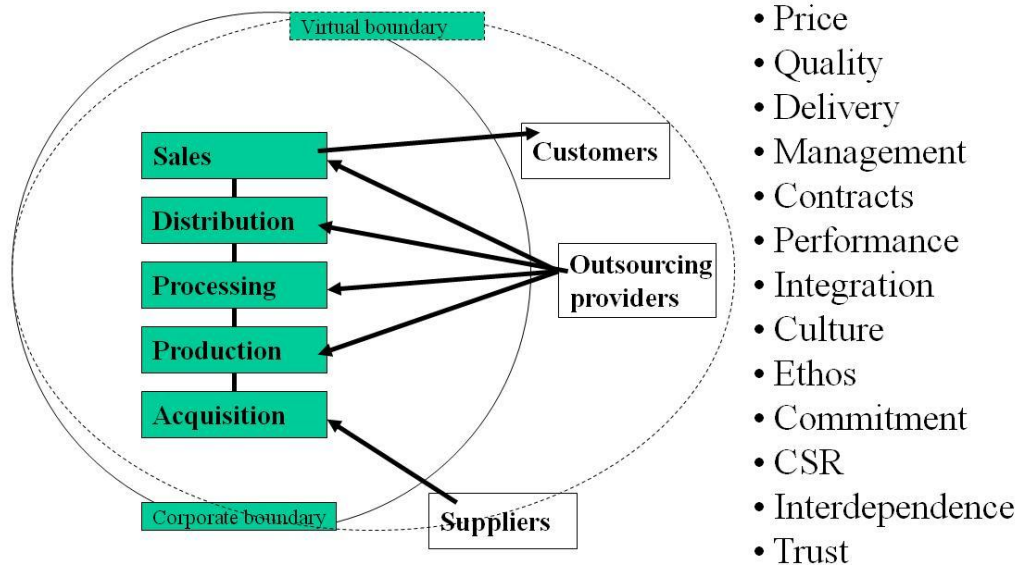 Virtual boundary
Sales
Distribution
Processing
Production
Acquisition
Corporate boundary
Customers
Outsourcing
providers
Suppliers
• Price
• Quality
• Delivery
• Management
• Contracts
• Performance
• Integration
• Culture
• Ethos
• Commitment
• CSR
• Interdependence
• Trust